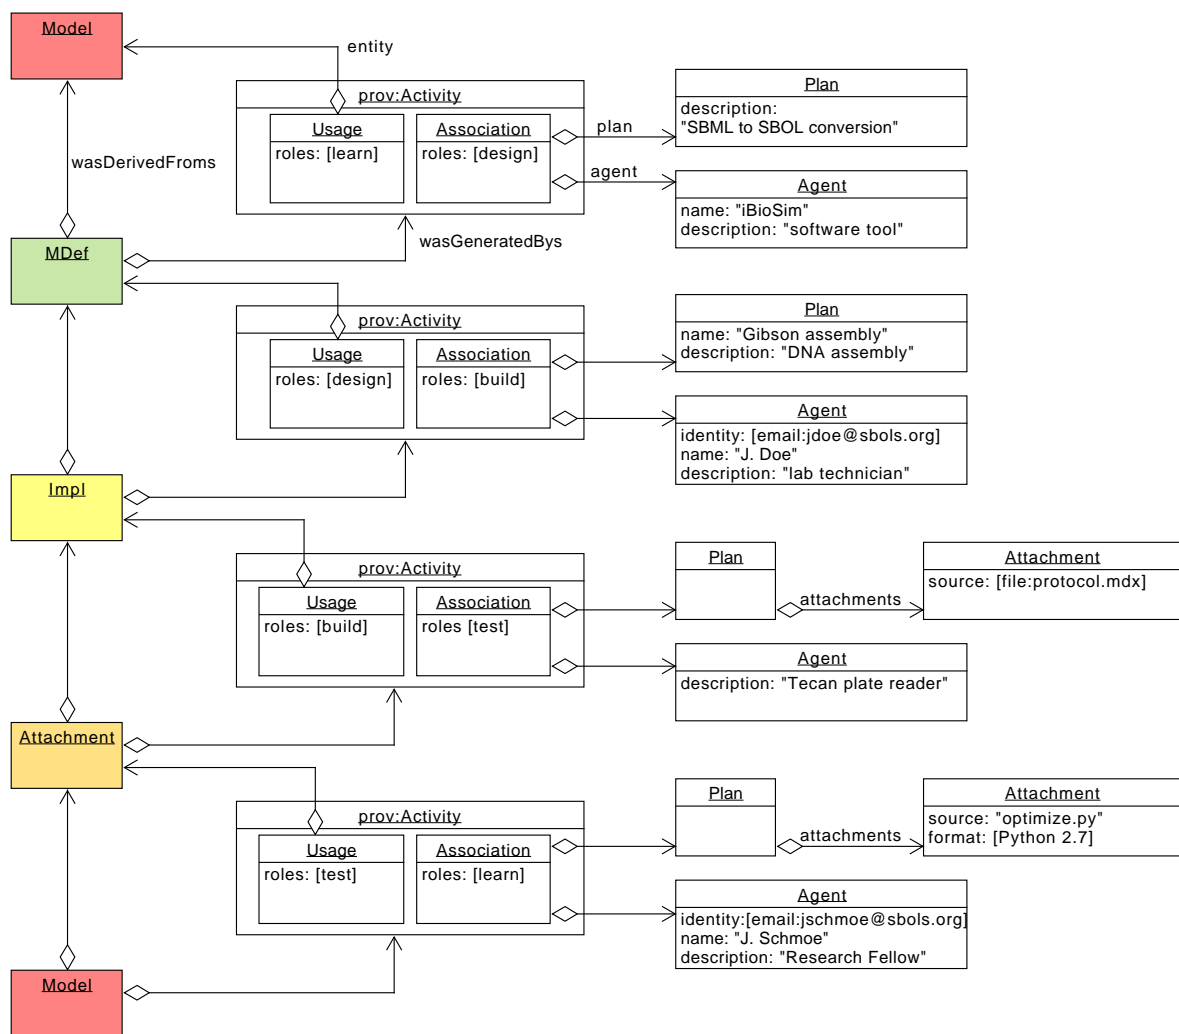 Model
entity
prov:Activity
Usage
roles: [learn]
Association
roles: [design]
plan
agent
Plan
description:
"SBML to SBOL conversion"
Agent
name: "iBioSim"
description: "software tool"
wasDerivedFroms
wasGeneratedBys
MDef
prov:Activity
Usage
roles: [design]
Association
roles: [build]
Plan
name: "Gibson assembly"
description: "DNA assembly"
Agent
identity: [email:jdoe@sbols.org]
name: "J. Doe"
description: "lab technician"
Impl
prov:Activity
Usage
roles: [build]
Association
roles [test]
Plan
attachments
Attachment
source: [file:protocol.mdx]
Agent
description: "Tecan plate reader"
Attachment
prov:Activity
Usage
roles: [test]
Association
roles: [learn]
Plan
attachments
Attachment
source: "optimize.py"
format: [Python 2.7]
Agent
identity:[email:jschmoe@sbols.org]
name: "J. Schmoe"
description: "Research Fellow"
Model